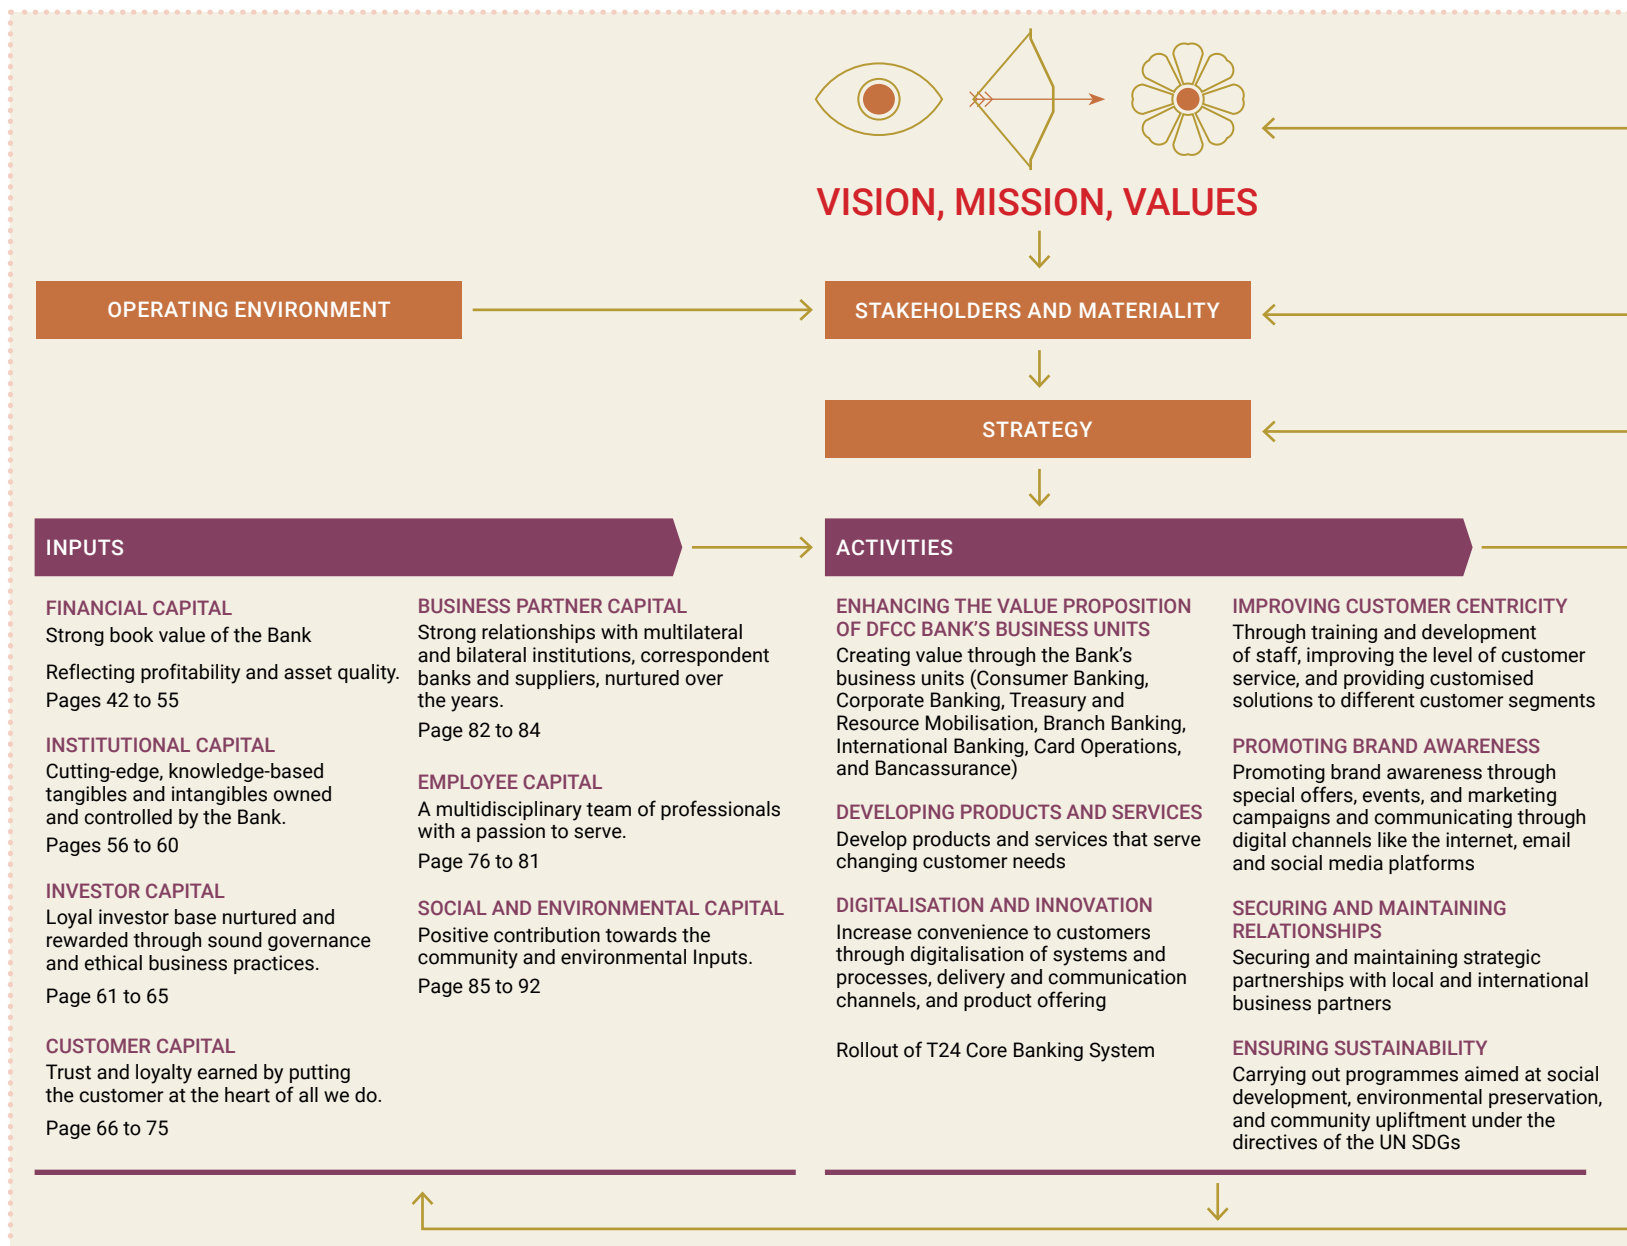 VISION, MISSION, VALUES
OPERATING ENVIRONMENT
STAKEHOLDERS AND MATERIALITY
STRATEGY
INPUTS
FINANCIAL CAPITAL
Strong book value of the Bank
Reflecting profitability and asset quality.
Pages 42 to 55
INSTITUTIONAL CAPITAL
Cutting-edge, knowledge-based
tangibles and intangibles owned
and controlled by the Bank.
Pages 56 to 60
INVESTOR CAPITAL
Loyal investor base nurtured and
rewarded through sound governance
and ethical business practices.
Page 61 to 65
CUSTOMER CAPITAL
Trust and loyalty earned by putting
the customer at the heart of all we do.
Page 66 to 75
BUSINESS PARTNER CAPITAL
Strong relationships with multilateral
and bilateral institutions, correspondent
banks and suppliers, nurtured over
the years.
Page 82 to 84
EMPLOYEE CAPITAL
A multidisciplinary team of professionals
with a passion to serve.
Page 76 to 81
SOCIAL AND ENVIRONMENTAL CAPITAL
Positive contribution towards the
community and environmental Inputs.
Page 85 to 92
ACTIVITIES
ENHANCING THE VALUE PROPOSITION
OF DFCC BANK'S BUSINESS UNITS
Creating value through the Bank's
business units (Consumer Banking,
Corporate Banking, Treasury and
Resource Mobilisation, Branch Banking,
International Banking, Card Operations,
and Bancassurance)
DEVELOPING PRODUCTS AND SERVICES
Develop products and services that serve
changing customer needs
DIGITALISATION AND INNOVATION
Increase convenience to customers
through digitalisation of systems and
processes, delivery and communication
channels, and product offering
Rollout of T24 Core Banking System
IMPROVING CUSTOMER CENTRICITY
Through training and development
of staff, improving the level of customer
service, and providing customised
solutions to different customer segments
PROMOTING BRAND AWARENESS
Promoting brand awareness through
special offers, events, and marketing
campaigns and communicating through
digital channels like the internet, email
and social media platforms
SECURING AND MAINTAINING
RELATIONSHIPS
Securing and maintaining strategic
partnerships with local and international
business partners
ENSURING SUSTAINABILITY
Carrying out programmes aimed at social
development, environmental preservation,
and community upliftment under the
directives of the UN SDGs